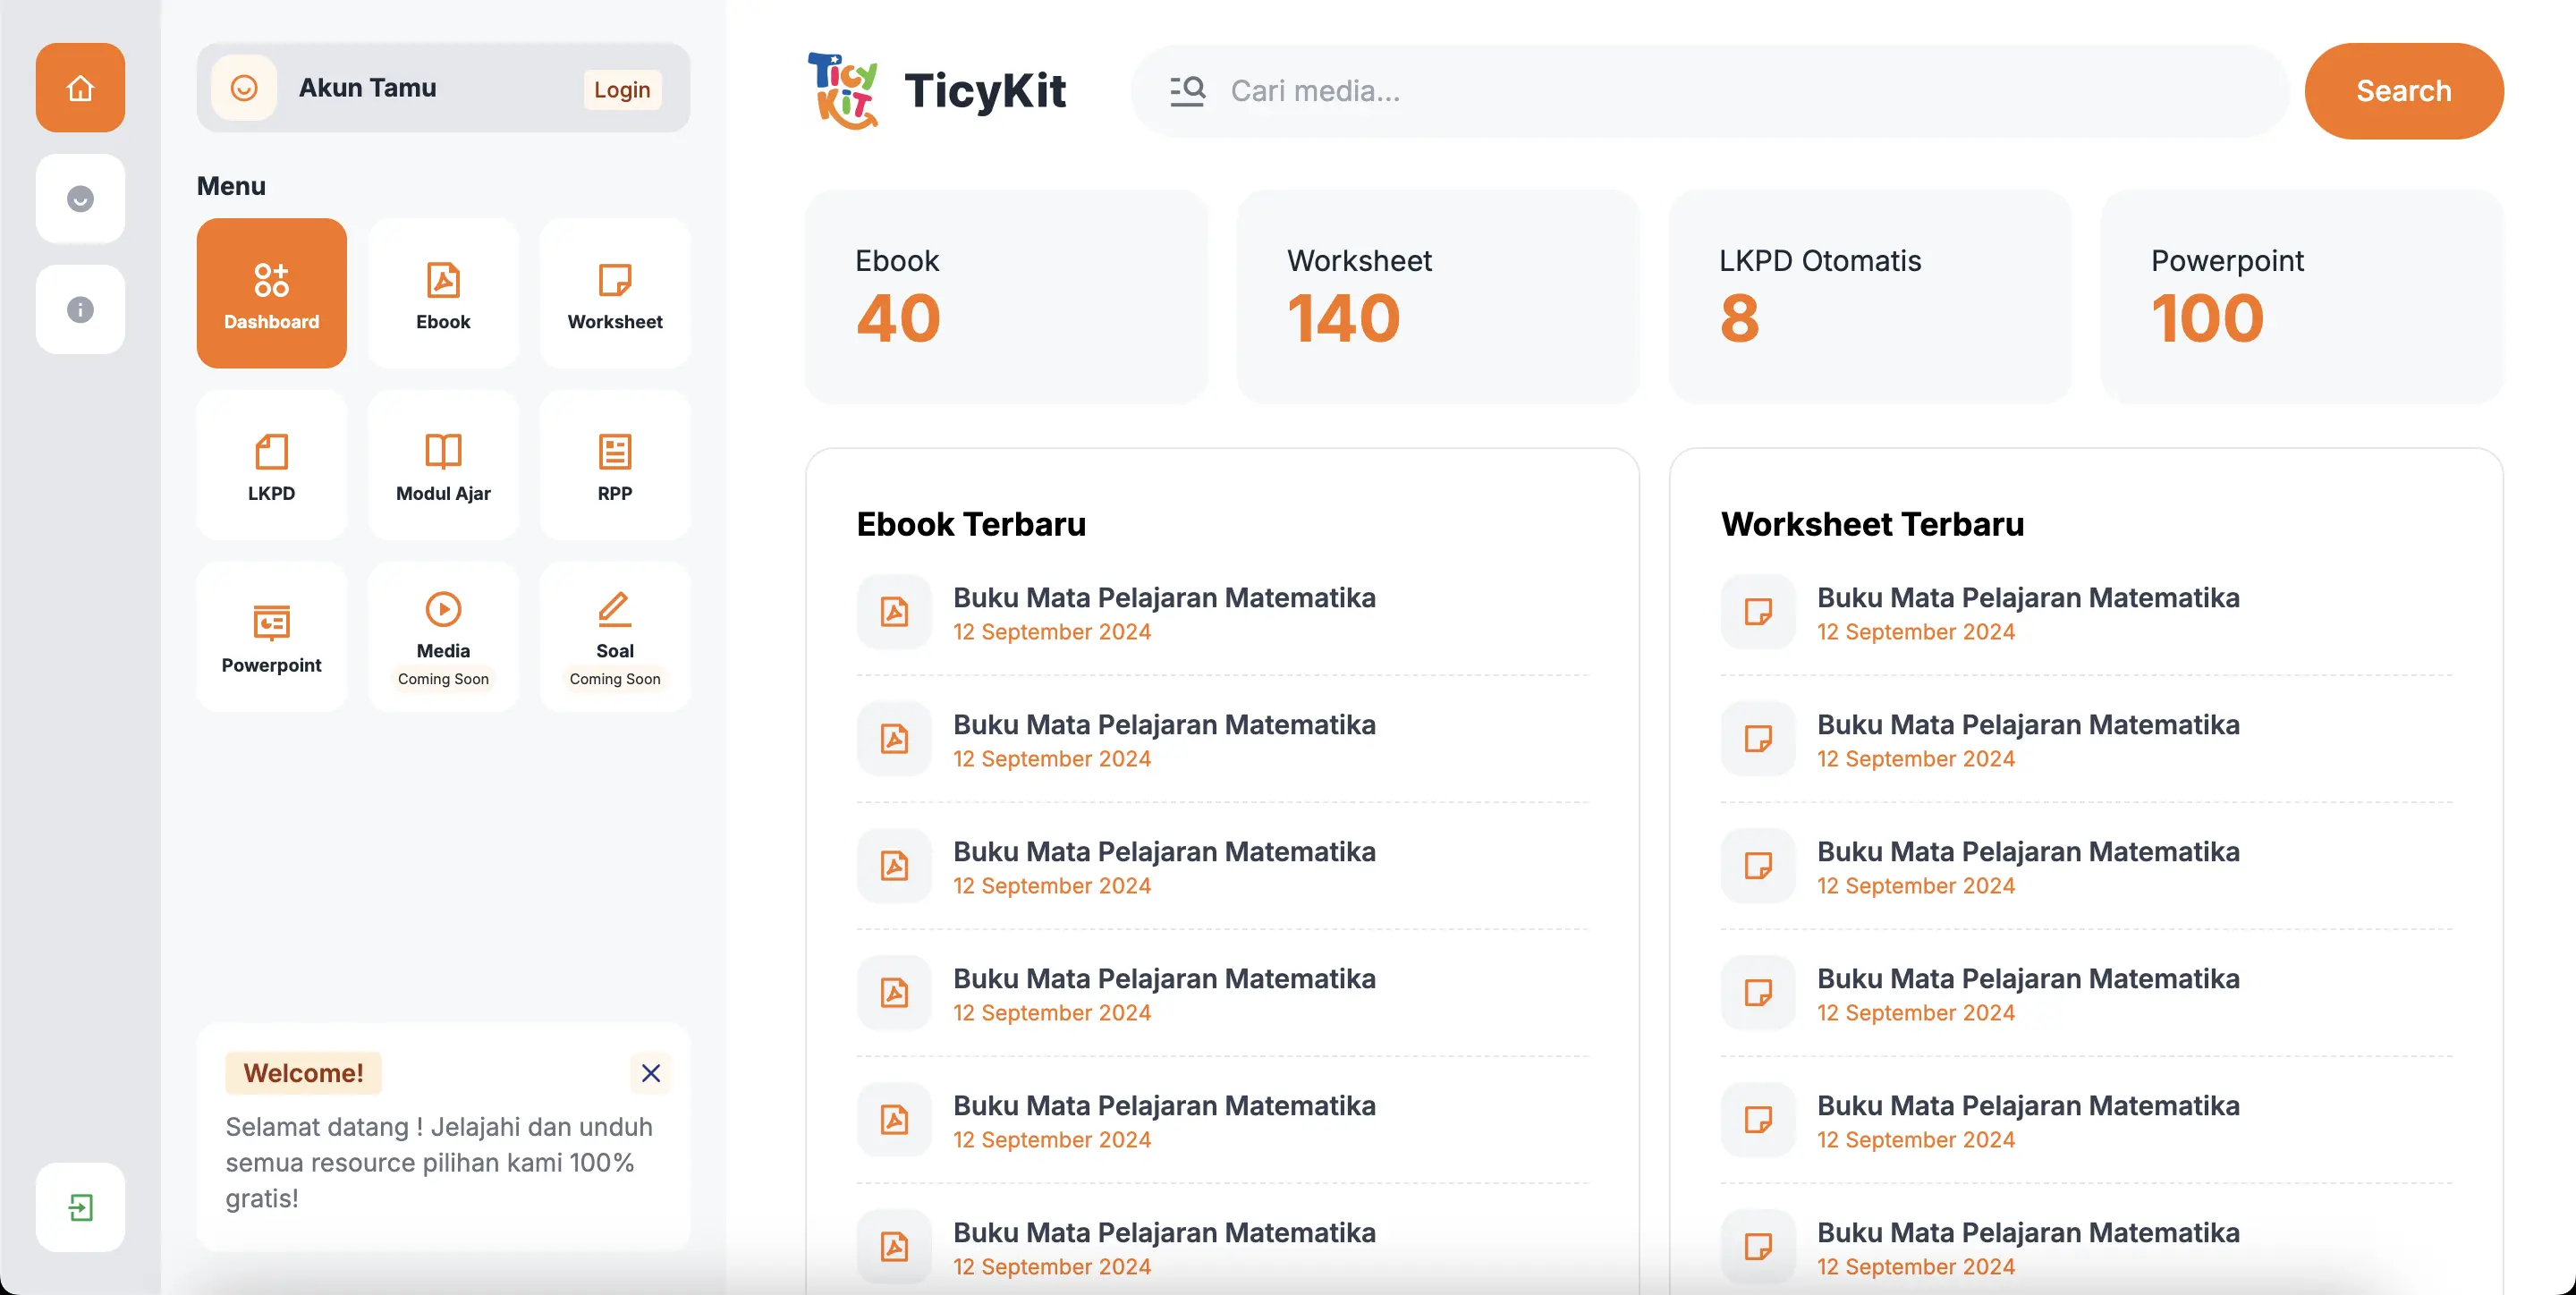 Akun Tamu
Login
Menu
Dashboard
Ebook
Worksheet
LKPD
Modul Ajar
RPP
Powerpoint
Media
Coming Soon
Soal
Coming Soon
Welcome!
Selamat datang ! Jelajahi dan unduh
semua resource pilihan kami 100%
gratis!
Ticy
Kit
TicyKit
Cari media...
Search
Ebook
40
Worksheet
140
LKPD Otomatis
8
Powerpoint
100
Ebook Terbaru
Buku Mata Pelajaran Matematika
12 September 2024
Buku Mata Pelajaran Matematika
12 September 2024
Buku Mata Pelajaran Matematika
12 September 2024
Buku Mata Pelajaran Matematika
12 September 2024
Buku Mata Pelajaran Matematika
12 September 2024
Buku Mata Pelajaran Matematika
12 September 2024
Worksheet Terbaru
Buku Mata Pelajaran Matematika
12 September 2024
Buku Mata Pelajaran Matematika
12 September 2024
Buku Mata Pelajaran Matematika
12 September 2024
Buku Mata Pelajaran Matematika
12 September 2024
Buku Mata Pelajaran Matematika
12 September 2024
Buku Mata Pelajaran Matematika
12 September 2024